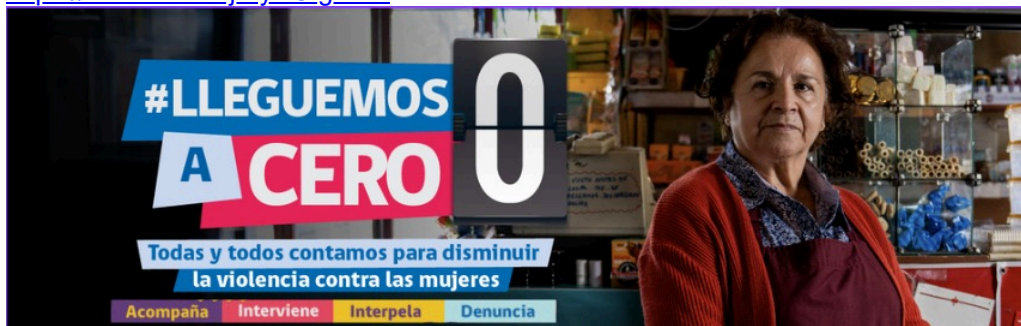 #LLEGUEMOS
A CERO
0
Todas y todos contamos para disminuir
la violencia contra las mujeres
Acompaña Interviene Interpela Denuncia